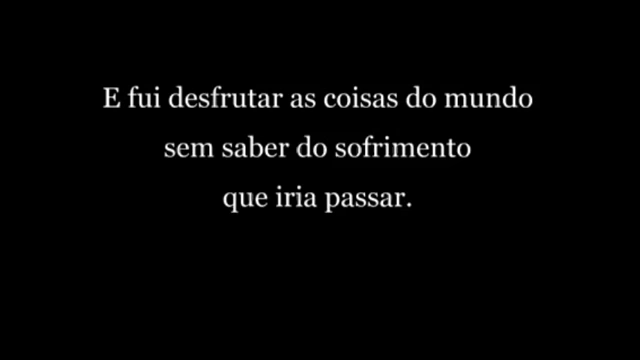 E fui desfrutar as coisas do mundo
sem saber do sofrimento
que iria passar.